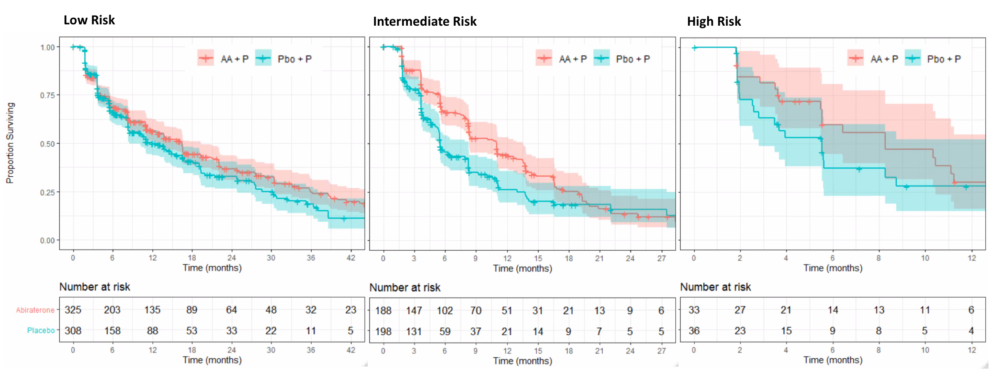 Low Risk
Intermediate Risk
High Risk
AA + P Pbo + P
AA + P Pbo + P
AA + P Pbo + P
Proportion Surviving
1.00
0.75
0.50
0.25
0.00
0 6 12 18 24 30 36 42
Time (months)
0 3 6 9 12 15 18 21 24 27
Time (months)
0 2 4 6 8 10 12
Time (months)
Number at risk
Abiraterone 325 203 135 89 64 48 32 23
Placebo 308 158 88 53 33 22 11 5
0 6 12 18 24 30 36 42
Time (months)
Number at risk
188 147 102 70 51 31 21 13 9 6
198 131 59 37 21 14 9 7 5 5
0 3 6 9 12 15 18 21 24 27
Time (months)
Number at risk
33 27 21 14 13 11 6
36 23 15 9 8 5 4
0 2 4 6 8 10 12
Time (months)